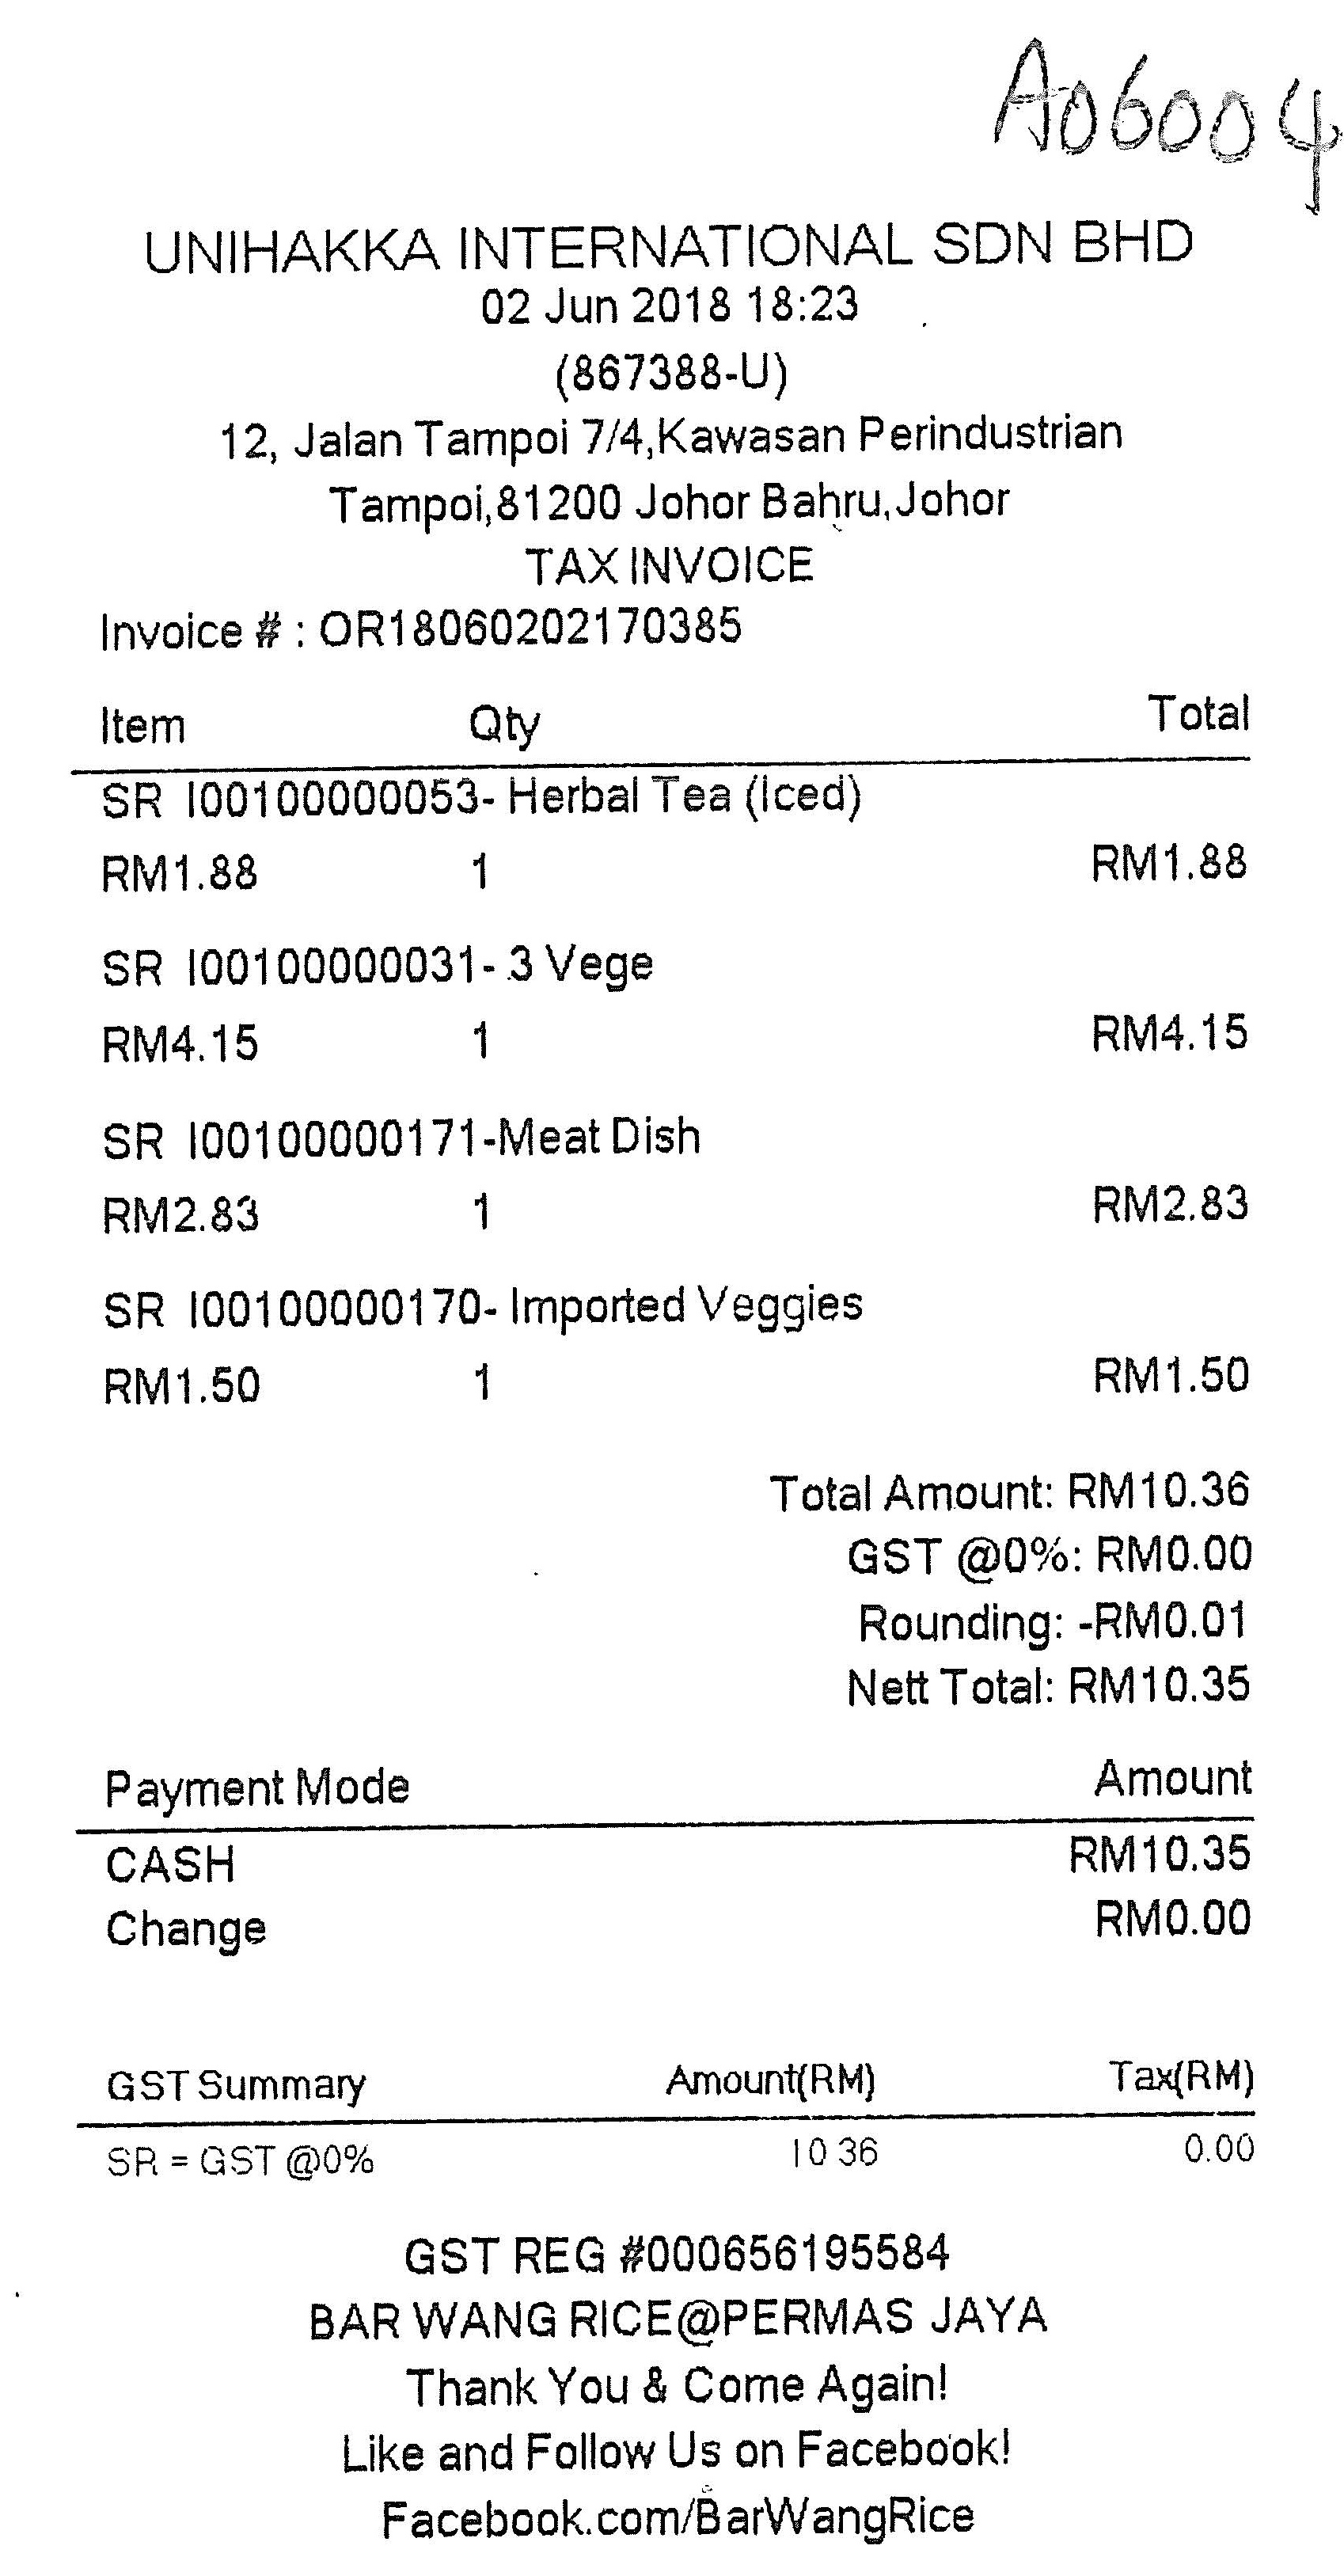 A06004
UNIHAKKA INTERNATIONAL SDN BHD
02 Jun 2018 18:23
(867388-U)
12, Jalan Tampoi 7/4,Kawasan Perindustrian
Tampoi,81200 Johor Bahru,Johor
TAX INVOICE
Invoice # : OR18060202170385
Item Qty Total
SR I00100000053- Herbal Tea (Iced)
RM1.88 1 RM1.88
SR I00100000031- 3 Vege
RM4.15 1 RM4.15
SR I00100000171-Meat Dish
RM2.83 1 RM2.83
SR I00100000170- Imported Veggies
RM1.50 1 RM1.50
Total Amount: RM10.36
GST @0%: RM0.00
Rounding: -RM0.01
Nett Total: RM10.35
Payment Mode Amount
CASH RM10.35
Change RM0.00
GST Summary Amount(RM) Tax(RM)
SR = GST @0% 10 36 0.00
GST REG #000656195584
BAR WANG RICE@PERMAS JAYA
Thank You & Come Again!
Like and Follow Us on Facebook!
Facebook.com/BarWangRice